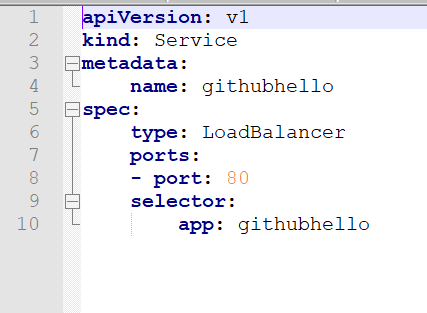 1 apiVersion: v1
2 kind: Service
3 metadata:
4     name: githubhello
5 spec:
6     type: LoadBalancer
7     ports:
8     - port: 80
9     selector:
10         app: githubhello